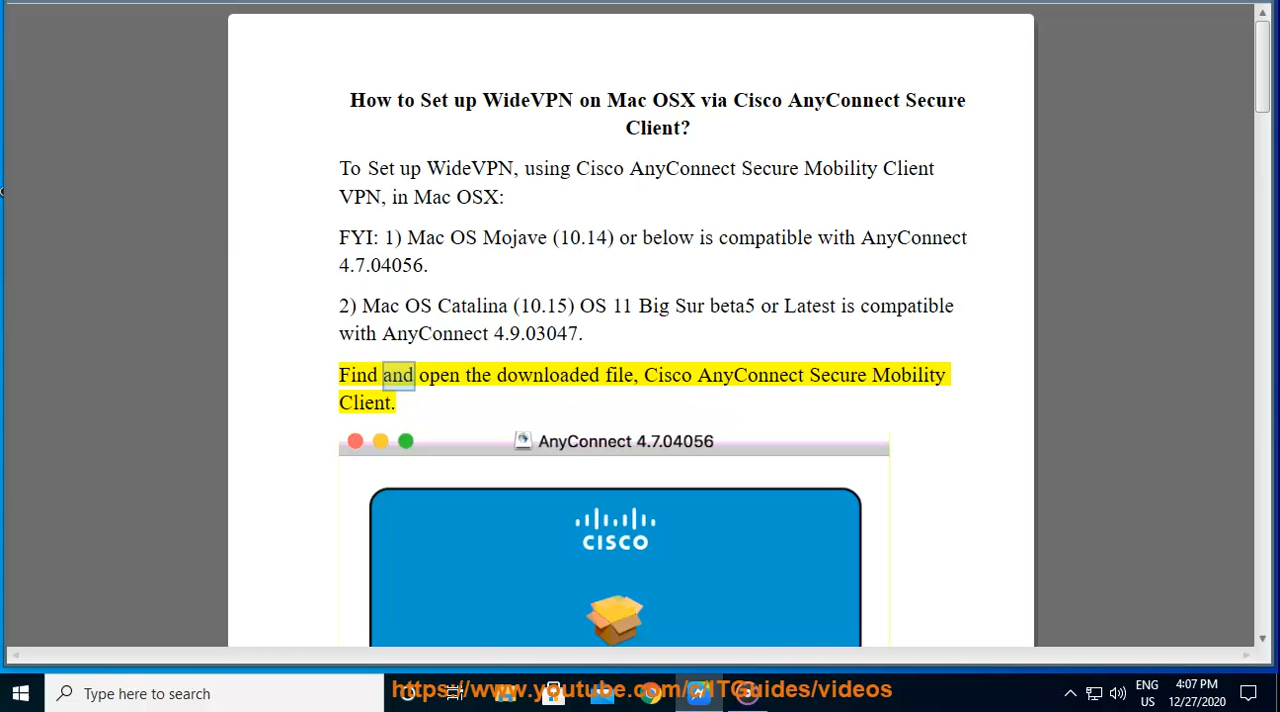 How to Set up WideVPN on Mac OSX via Cisco AnyConnect Secure
Client?
To Set up WideVPN, using Cisco AnyConnect Secure Mobility Client
VPN, in Mac OSX:
FYI: 1) Mac OS Mojave (10.14) or below is compatible with AnyConnect
4.7.04056.
2) Mac OS Catalina (10.15) OS 11 Big Sur beta5 or Latest is compatible
with AnyConnect 4.9.03047.
Find and open the downloaded file, Cisco AnyConnect Secure Mobility
Client.
AnyConnect 4.7.04056
CISCO
Type here to search
https://www.youtube.com/c/ITGuides/videos
ENG
US
4:07 PM
12/27/2020